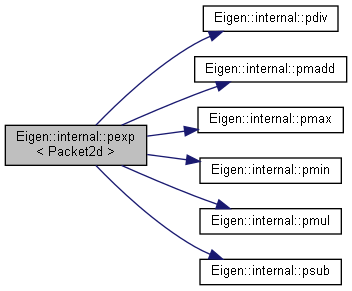 Eigen::internal::pexp
< Packet2d >
Eigen::internal::pdiv
Eigen::internal::pmadd
Eigen::internal::pmax
Eigen::internal::pmin
Eigen::internal::pmul
Eigen::internal::psub